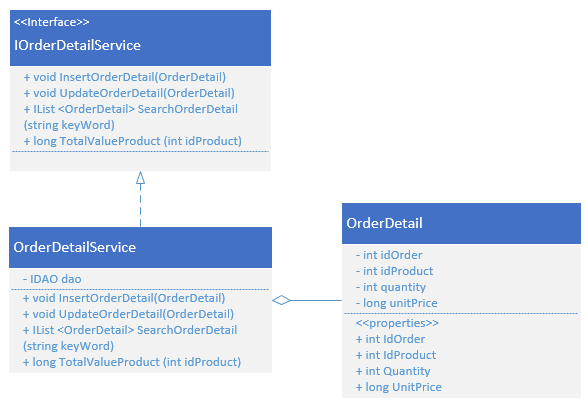 <<Interface>>
IOrderDetailService
+ void InsertOrderDetail(OrderDetail)
+ void UpdateOrderDetail(OrderDetail)
+ IList <OrderDetail> SearchOrderDetail
(string keyWord)
+ long TotalValueProduct (int idProduct)
OrderDetailService
- IDAO dao
+ void InsertOrderDetail(OrderDetail)
+ void UpdateOrderDetail(OrderDetail)
+ IList <OrderDetail> SearchOrderDetail
(string keyWord)
+ long TotalValueProduct (int idProduct)
OrderDetail
- int idOrder
- int idProduct
- int quantity
- long unitPrice
<<properties>>
+ int IdOrder
+ int IdProduct
+ int Quantity
+ long UnitPrice